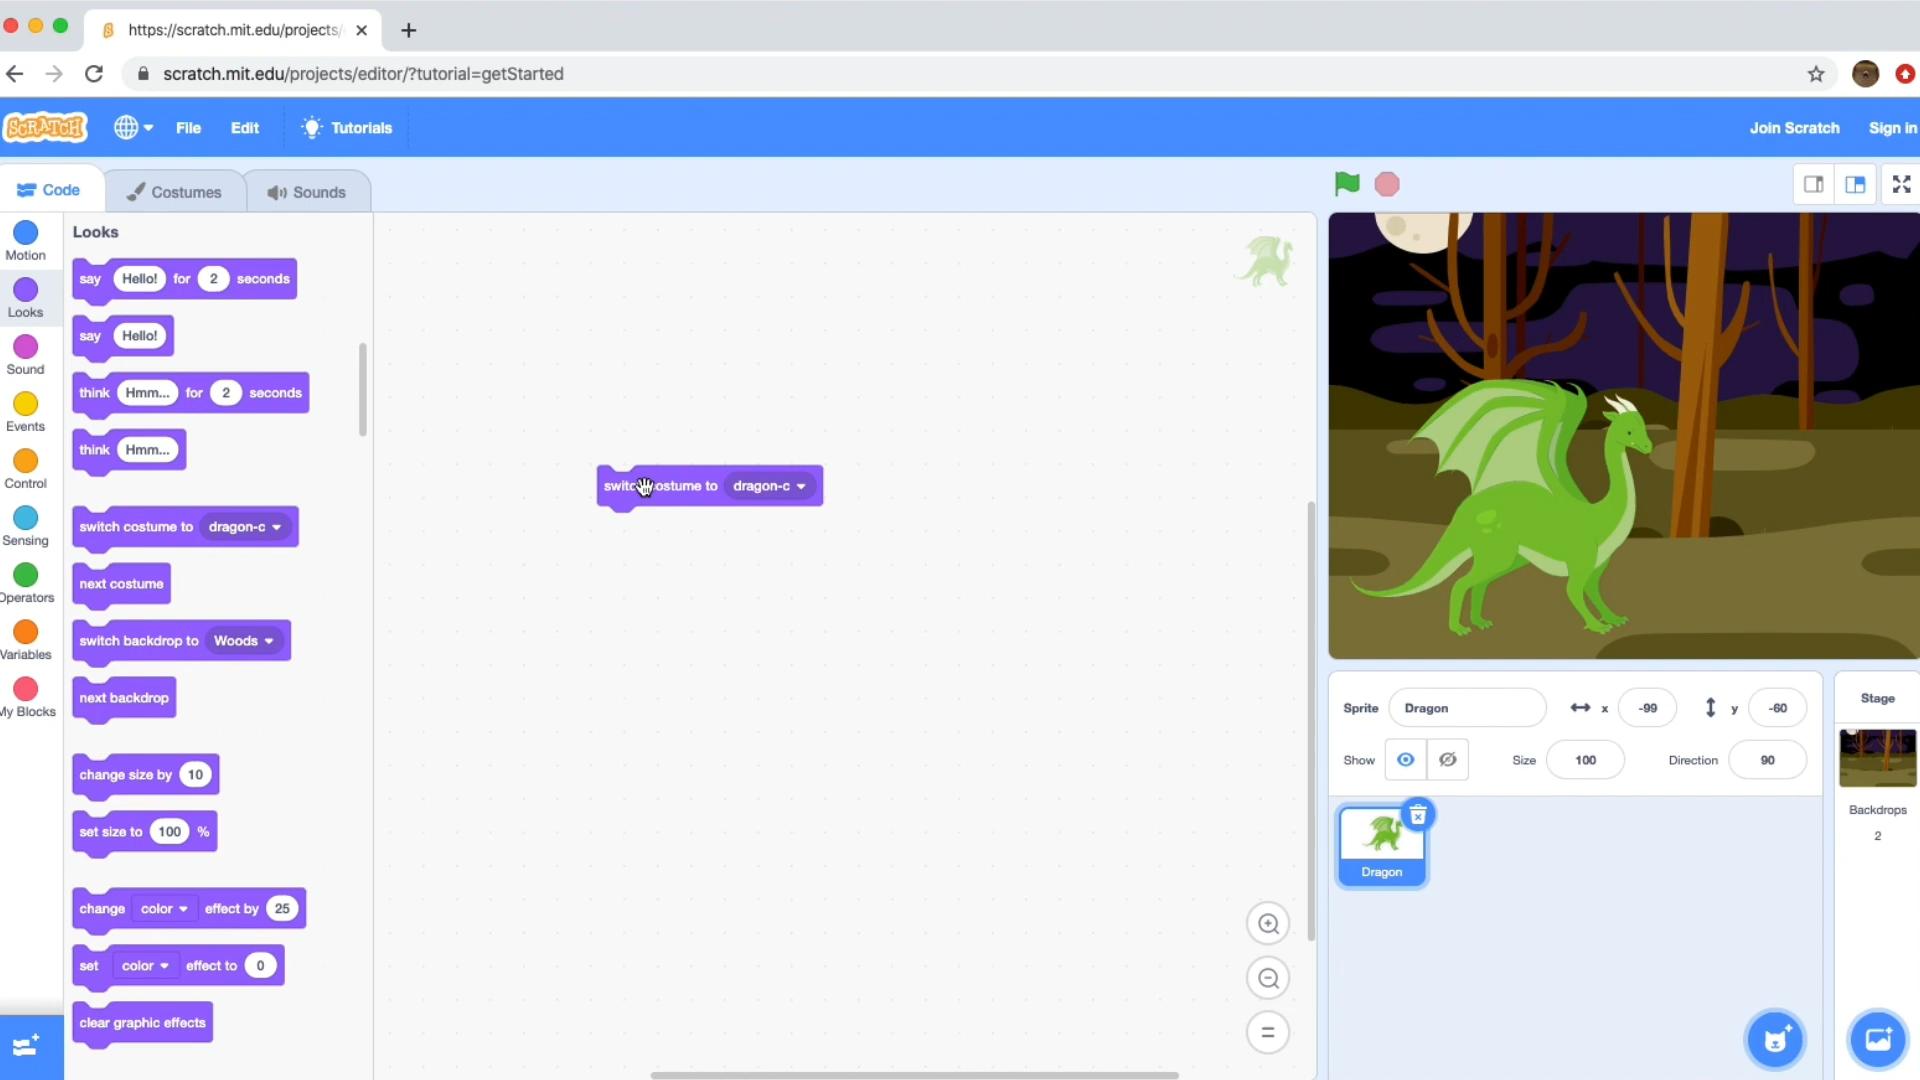 https://scratch.mit.edu/projects/
scratch.mit.edu/projects/editor/?tutorial=getStarted
SCRATCH File Edit Tutorials Join Scratch Sign in
Code Costumes Sounds
Motion
Looks
Sound
Events
Control
Sensing
Operators
Variables
My Blocks
Looks
say Hello! for 2 seconds
say Hello!
think Hmm... for 2 seconds
think Hmm...
switch costume to dragon-c
next costume
switch backdrop to Woods
next backdrop
change size by 10
set size to 100 %
change color effect by 25
set color effect to 0
clear graphic effects
costume to dragon-c
Sprite Dragon x -99 y -60
Show Size 100 Direction 90
Dragon
Stage
Backdrops
2